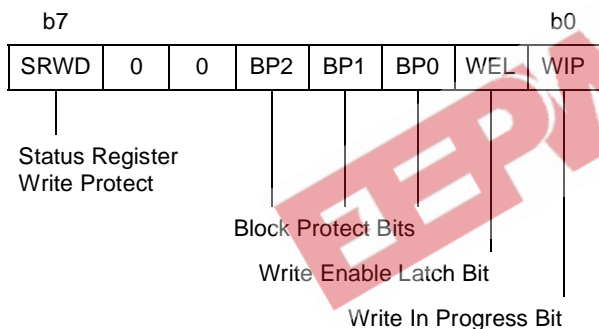 b7 b0
SRWD 0 0 BP2 BP1 BP0 WEL WIP
Status Register
Write Protect
Block Protect Bits
Write Enable Latch Bit
Write In Progress Bit